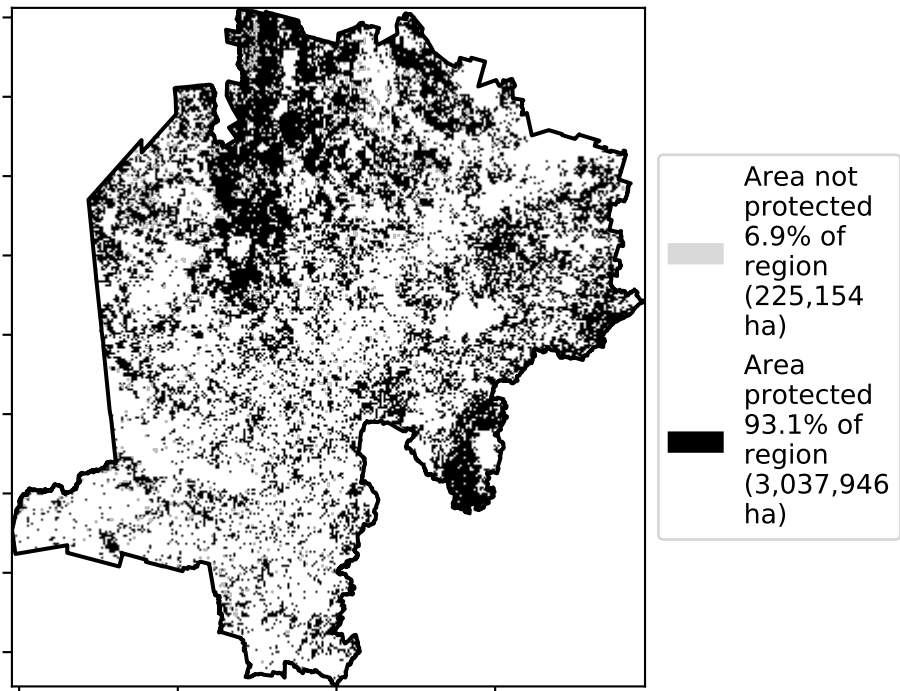 Area not
protected
6.9% of
region
(225,154
ha)
Area
protected
93.1% of
region
(3,037,946
ha)